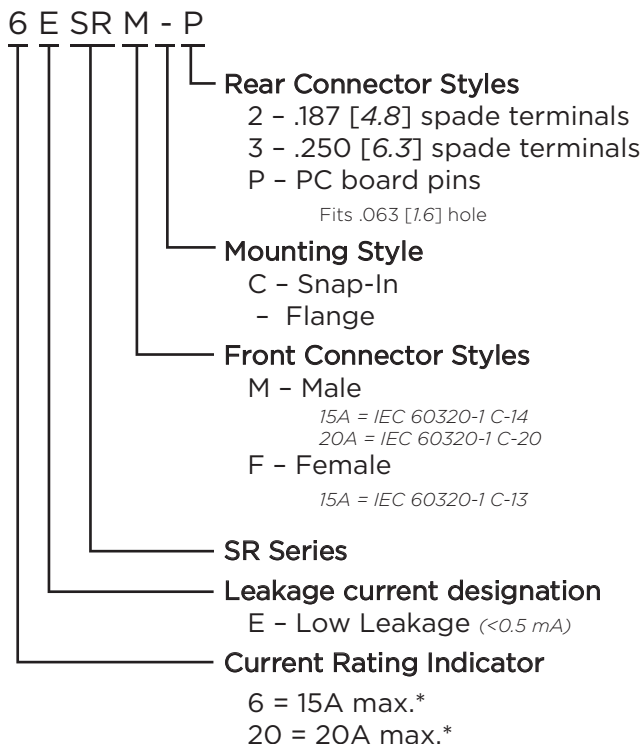 6 E SR M - P
Rear Connector Styles
2 – .187 [4.8] spade terminals
3 – .250 [6.3] spade terminals
P – PC board pins
Fits .063 [1.6] hole
Mounting Style
C – Snap-In
– Flange
Front Connector Styles
M – Male
15A = IEC 60320-1 C-14
20A = IEC 60320-1 C-20
F – Female
15A = IEC 60320-1 C-13
SR Series
Leakage current designation
E – Low Leakage (<0.5 mA)
Current Rating Indicator
6 = 15A max.*
20 = 20A max.*